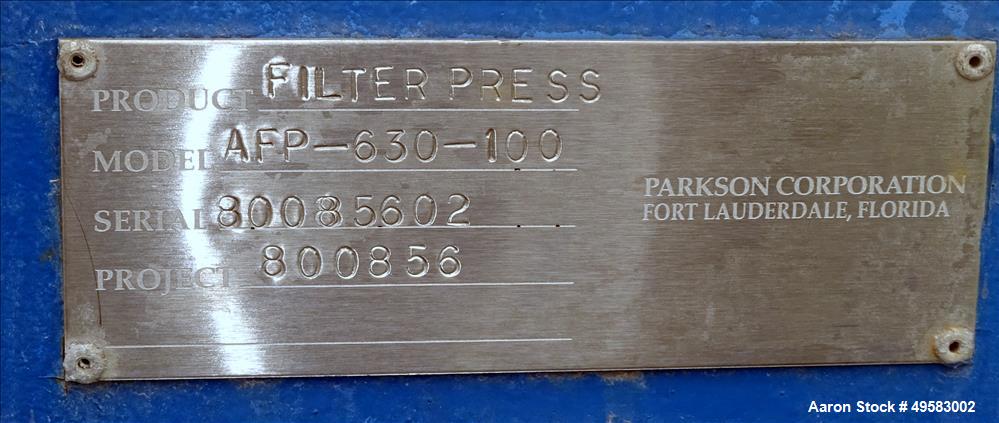 PRODUCT FILTER PRESS
MODEL AFP-630-100
SERIAL 80085602
PROJECT 800856
PARKSON CORPORATION
FORT LAUDERDALE, FLORIDA
Aaron Stock # 49583002